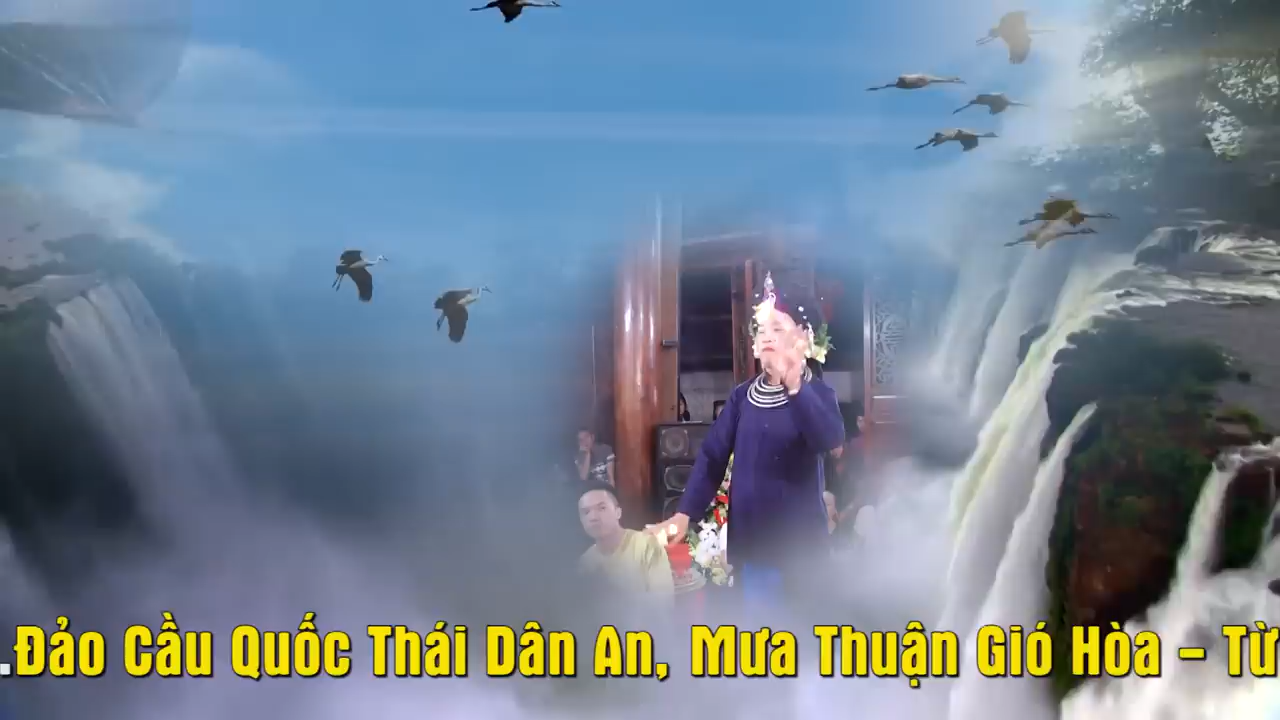 .Đảo Cầu Quốc Thái Dân An, Mưa Thuận Gió Hòa - Từ